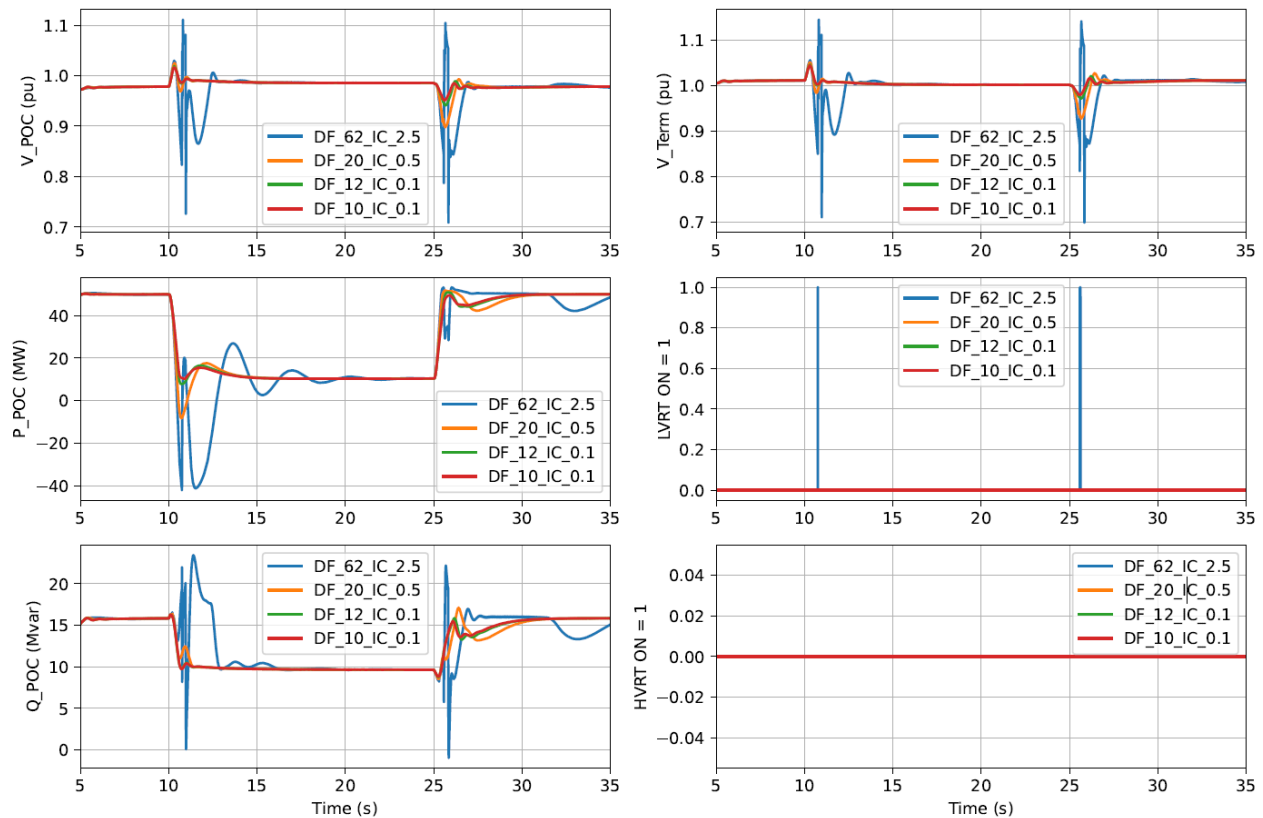 V_POC (pu)
1.1
1.0
0.9
0.8
0.7
DF_62_IC_2.5
DF_20_IC_0.5
DF_12_IC_0.1
DF_10_IC_0.1
5 10 15 20 25 30 35
V_Term (pu)
1.1
1.0
0.9
0.8
0.7
DF_62_IC_2.5
DF_20_IC_0.5
DF_12_IC_0.1
DF_10_IC_0.1
5 10 15 20 25 30 35
P_POC (MW)
40
20
0
−20
−40
DF_62_IC_2.5
DF_20_IC_0.5
DF_12_IC_0.1
DF_10_IC_0.1
5 10 15 20 25 30 35
LVRT ON = 1
1.0
0.8
0.6
0.4
0.2
0.0
DF_62_IC_2.5
DF_20_IC_0.5
DF_12_IC_0.1
DF_10_IC_0.1
5 10 15 20 25 30 35
Q_POC (Mvar)
20
15
10
5
0
DF_62_IC_2.5
DF_20_IC_0.5
DF_12_IC_0.1
DF_10_IC_0.1
5 10 15 20 25 30 35
Time (s)
HVRT ON = 1
0.04
0.02
0.00
−0.02
−0.04
DF_62_IC_2.5
DF_20_IC_0.5
DF_12_IC_0.1
DF_10_IC_0.1
5 10 15 20 25 30 35
Time (s)